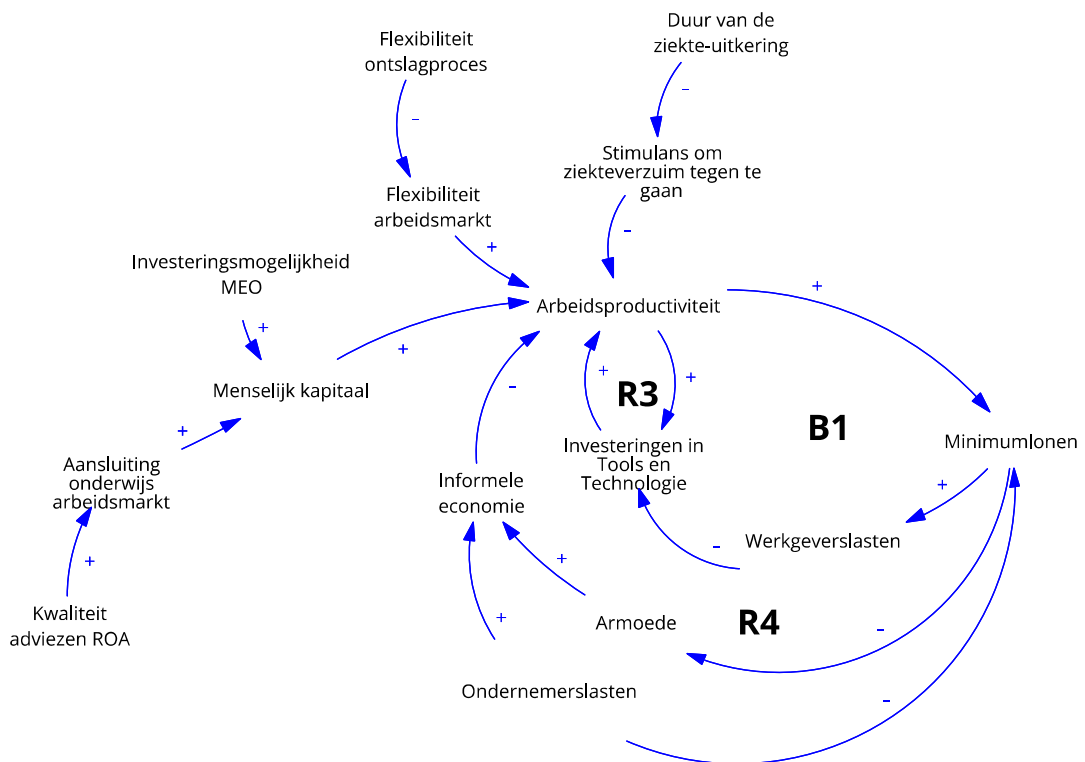 Duur van de
ziekte-uitkering
Flexibiliteit
ontslagproces
–
–
Stimulans om
ziekteverzuim tegen te
gaan
Flexibiliteit
arbeidsmarkt
–
+
Investeringsmogelijkheid
MEO
+
Arbeidsproductiviteit
+
+
+
+
–
R3
Menselijk kapitaal
B1
+
Minimumlonen
Investeringen in
Tools en
Technologie
Aansluiting
onderwijs
arbeidsmarkt
Informele
economie
+
Werkgeverslasten
–
+
+
Kwaliteit
adviezen ROA
+
Armoede
R4
–
Ondernemerslasten
–